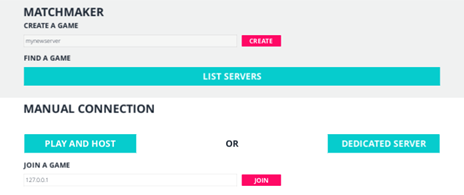 MATCHMAKER
CREATE A GAME
mynewserver CREATE
FIND A GAME
LIST SERVERS
MANUAL CONNECTION
PLAY AND HOST OR DEDICATED SERVER
JOIN A GAME
127.0.0.1 JOIN